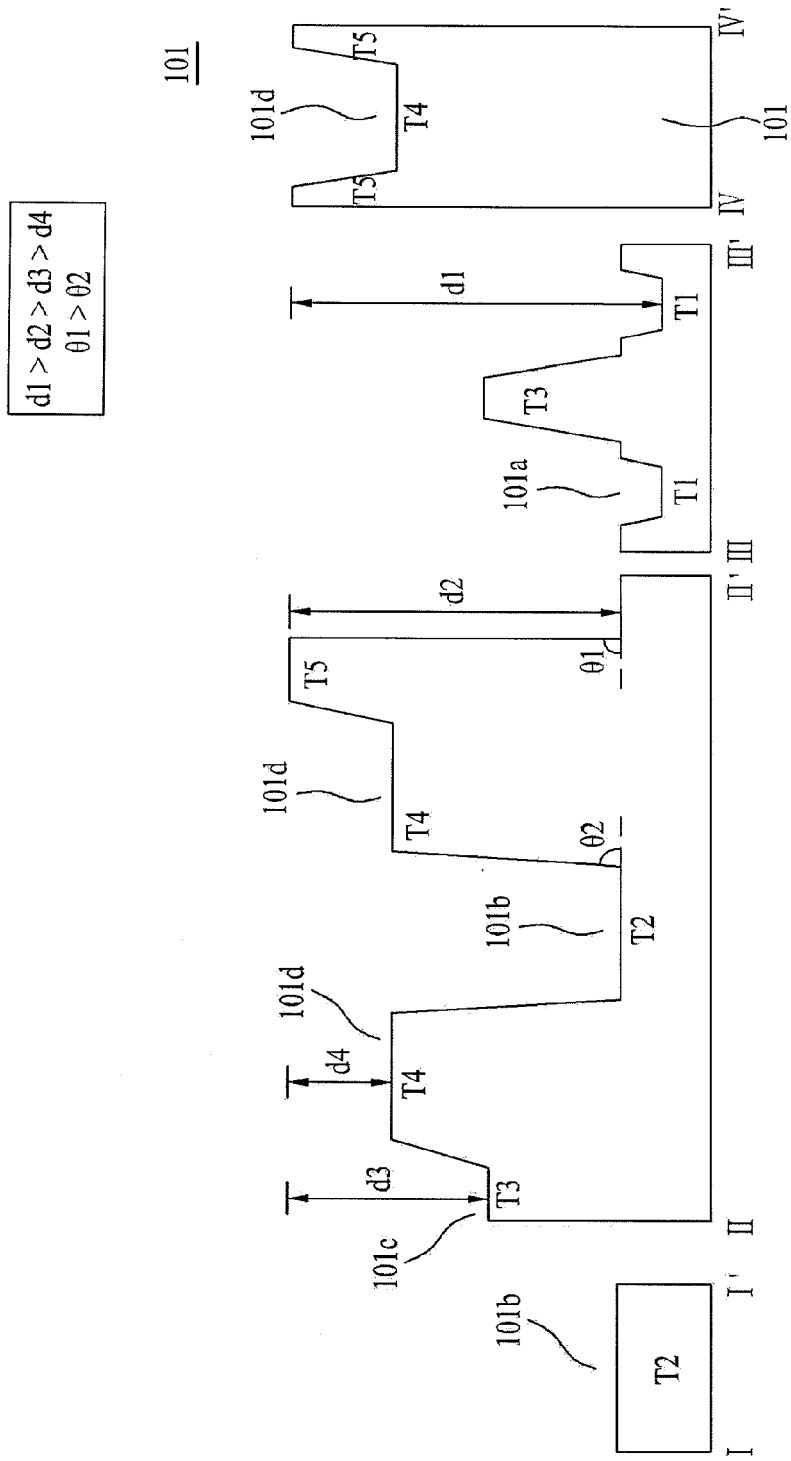 d1 > d2 > d3 > d4
θ1 > θ2
101
101b
T2
I
I'
101c
T3
d3
d4
101d
T4
101b
T2
θ2
101d
T4
T5
d2
θ1
II
II'
101a
T1
T3
d1
T1
III
III'
101d
T5
T4
T5
101
IV
IV'